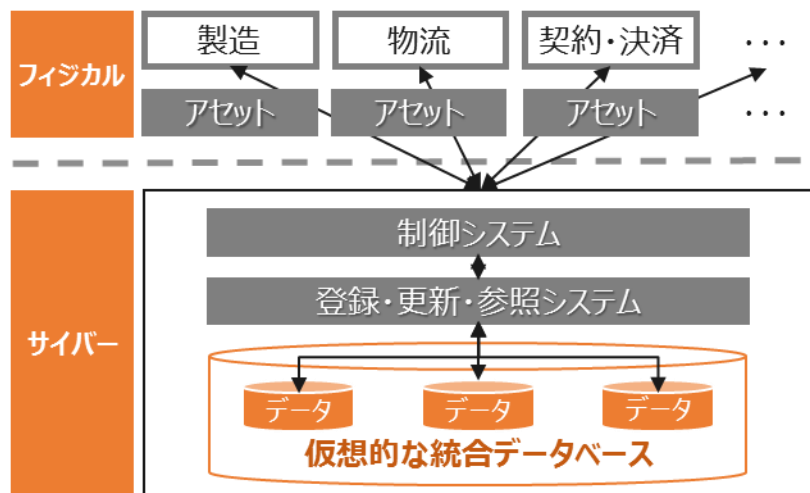 フィジカル
製造
物流
契約・決済
・・・
アセット
アセット
アセット
・・・
サイバー
制御システム
登録・更新・参照システム
データ
データ
データ
仮想的な統合データベース